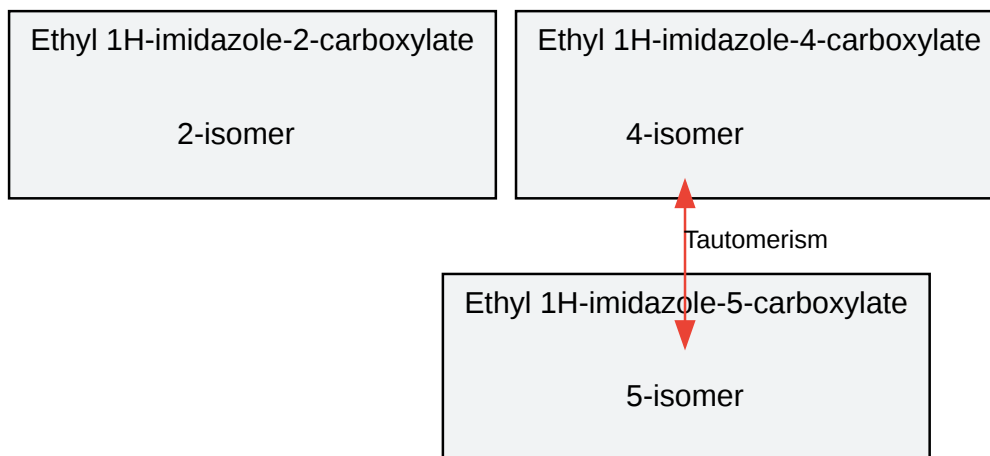 Ethyl 1H-imidazole-2-carboxylate
2-isomer
Ethyl 1H-imidazole-4-carboxylate
4-isomer
Tautomerism
Ethyl 1H-imidazole-5-carboxylate
5-isomer